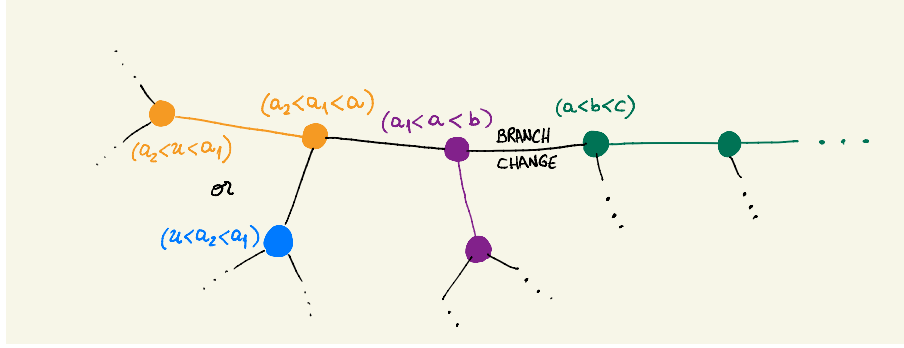 (a₂<a₁<a)
(a₁<a<b)
(a<b<c)
BRANCH
CHANGE
(a₂<u<a₁)
or
(u<a₂<a₁)